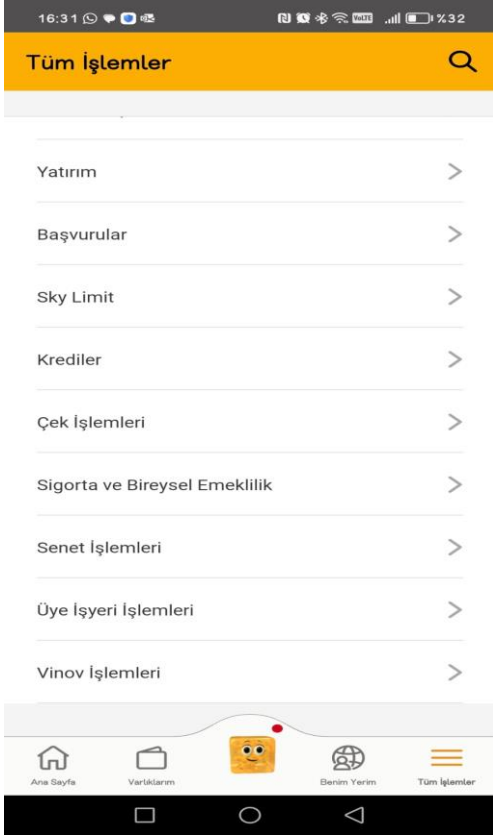 16:31 VoLTE %32
Tüm İşlemler
Yatırım
Başvurular
Sky Limit
Krediler
Çek İşlemleri
Sigorta ve Bireysel Emeklilik
Senet İşlemleri
Üye İşyeri İşlemleri
Vinov İşlemleri
Ana Sayfa Varlıklarım Benim Yerim Tüm İşlemler